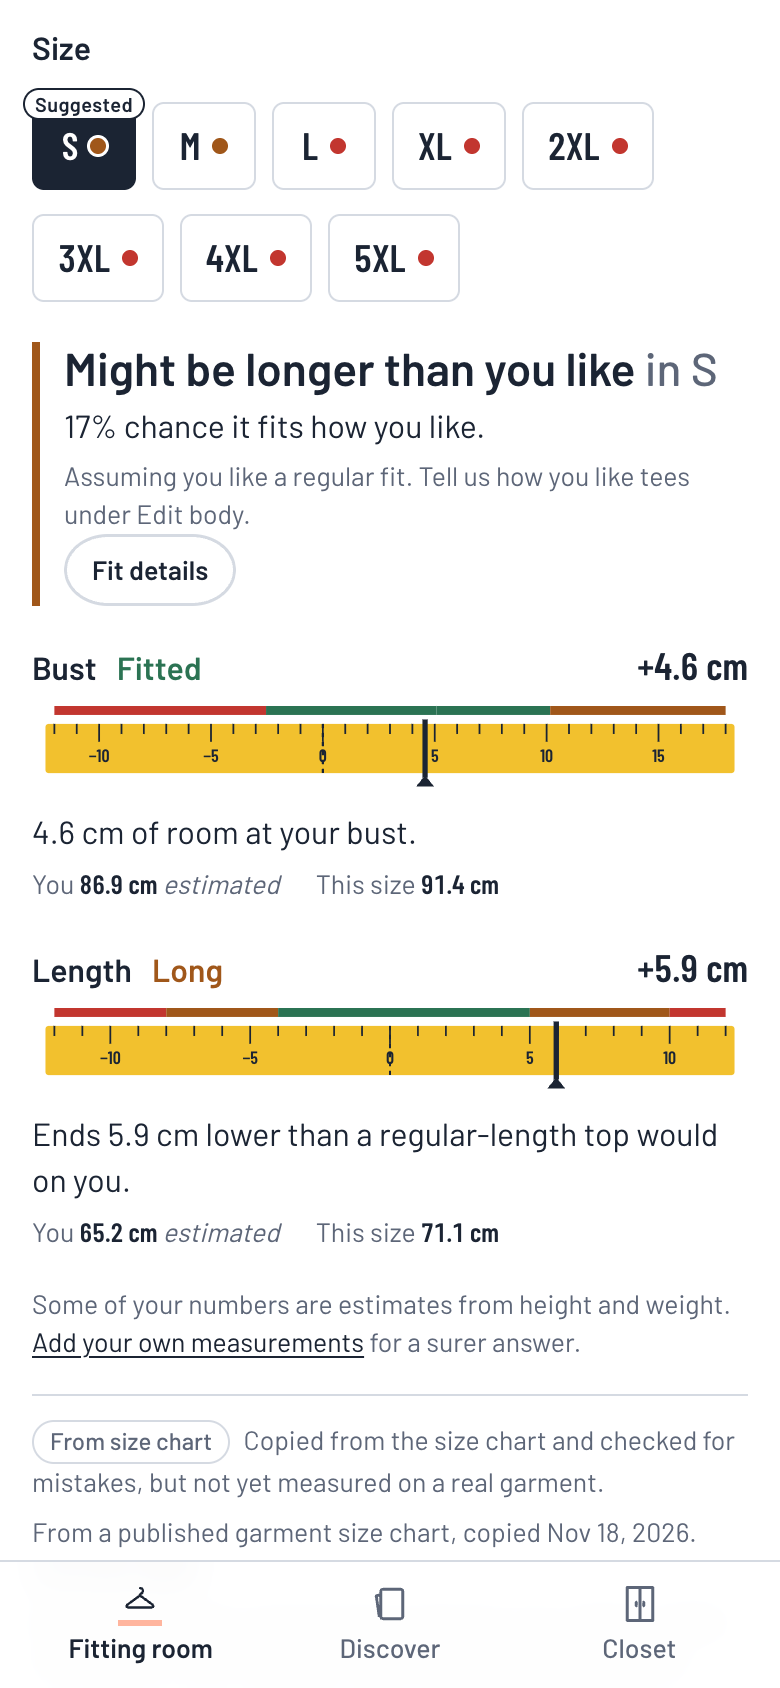 Size
Suggested
S
M
L
XL
2XL
3XL
4XL
5XL
Might be longer than you like in S
17% chance it fits how you like.
Assuming you like a regular fit. Tell us how you like tees
under Edit body.
Fit details
Bust Fitted +4.6 cm
−10 −5 0 5 10 15
4.6 cm of room at your bust.
You 86.9 cm estimated This size 91.4 cm
Length Long +5.9 cm
−10 −5 0 5 10
Ends 5.9 cm lower than a regular-length top would
on you.
You 65.2 cm estimated This size 71.1 cm
Some of your numbers are estimates from height and weight.
Add your own measurements for a surer answer.
From size chart Copied from the size chart and checked for
mistakes, but not yet measured on a real garment.
From a published garment size chart, copied Nov 18, 2026.
Fitting room
Discover
Closet